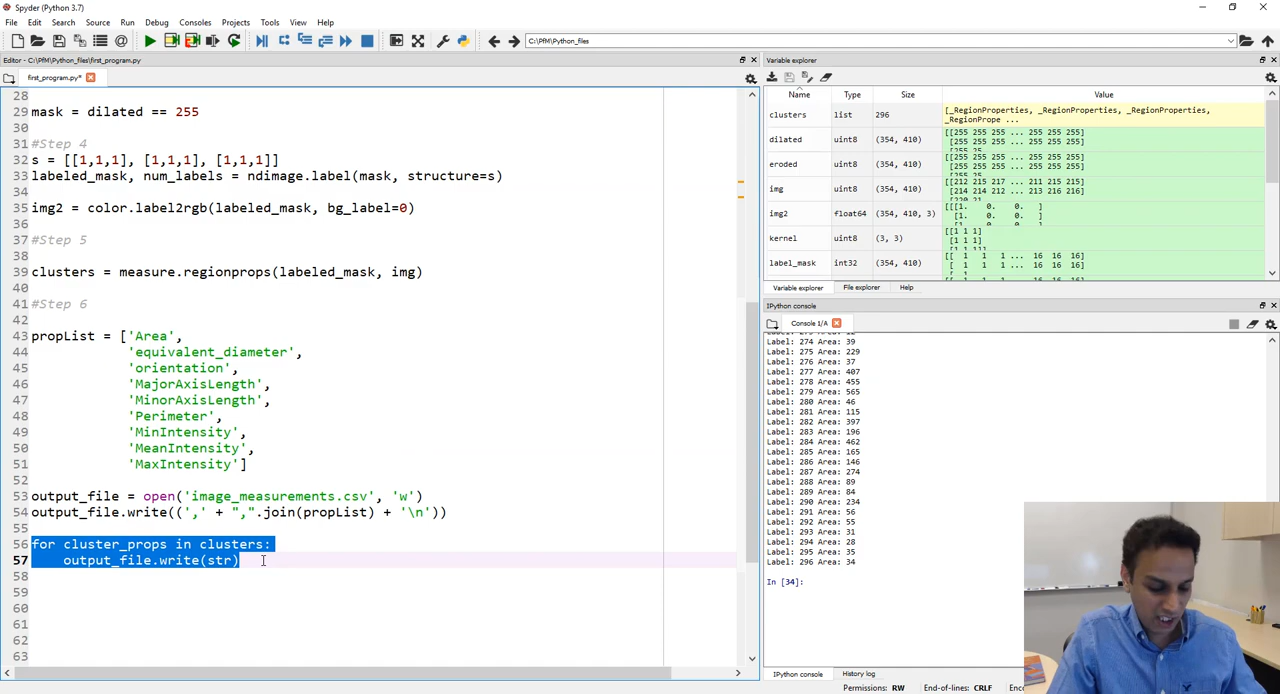 Spyder (Python 3.7)
File Edit Search Source Run Debug Consoles Projects Tools View Help
C:\PfM\Python_files
Editor - C:\PfM\Python_files\first_program.py
first_program.py*
28
29 mask = dilated == 255
30
31 #Step 4
32 s = [[1,1,1], [1,1,1], [1,1,1]]
33 labeled_mask, num_labels = ndimage.label(mask, structure=s)
34
35 img2 = color.label2rgb(labeled_mask, bg_label=0)
36
37 #Step 5
38
39 clusters = measure.regionprops(labeled_mask, img)
40
41 #Step 6
42
43 propList = ['Area',
44 'equivalent_diameter',
45 'orientation',
46 'MajorAxisLength',
47 'MinorAxisLength',
48 'Perimeter',
49 'MinIntensity',
50 'MeanIntensity',
51 'MaxIntensity']
52
53 output_file = open('image_measurements.csv', 'w')
54 output_file.write((',' + ",".join(propList) + '\n'))
55
56 for cluster_props in clusters:
57 output_file.write(str)
58
59
60
61
62
63
Variable explorer
Name Type Size Value
clusters list 296 [_RegionProperties, _RegionProperties, _RegionProperties,
_RegionPrope ...
dilated uint8 (354, 410) [[255 255 255 ... 255 255 255]
[255 255 255 ... 255 255 255]
[255 25
eroded uint8 (354, 410) [[255 255 255 ... 255 255 255]
[255 255 255 ... 255 255 255]
img uint8 (354, 410) [[212 215 217 ... 211 215 215]
[214 214 212 ... 213 216 216]
img2 float64 (354, 410, 3) [[[1. 0. 0. ]
[1. 0. 0. ]
[1. 0. 0. ]
kernel uint8 (3, 3) [[1 1 1]
[1 1 1]
[1 1 1]]
label_mask int32 (354, 410) [[ 1 1 1 ... 16 16 16]
[ 1 1 1 ... 16 16 16]
Variable explorer File explorer Help
IPython console
Console 1/A
Label: 274 Area: 39
Label: 275 Area: 229
Label: 276 Area: 37
Label: 277 Area: 407
Label: 278 Area: 455
Label: 279 Area: 565
Label: 280 Area: 46
Label: 281 Area: 115
Label: 282 Area: 397
Label: 283 Area: 196
Label: 284 Area: 462
Label: 285 Area: 165
Label: 286 Area: 146
Label: 287 Area: 274
Label: 288 Area: 89
Label: 289 Area: 84
Label: 290 Area: 234
Label: 291 Area: 56
Label: 292 Area: 55
Label: 293 Area: 31
Label: 294 Area: 28
Label: 295 Area: 35
Label: 296 Area: 34
In [34]:
IPython console History log
Permissions: RW End-of-lines: CRLF